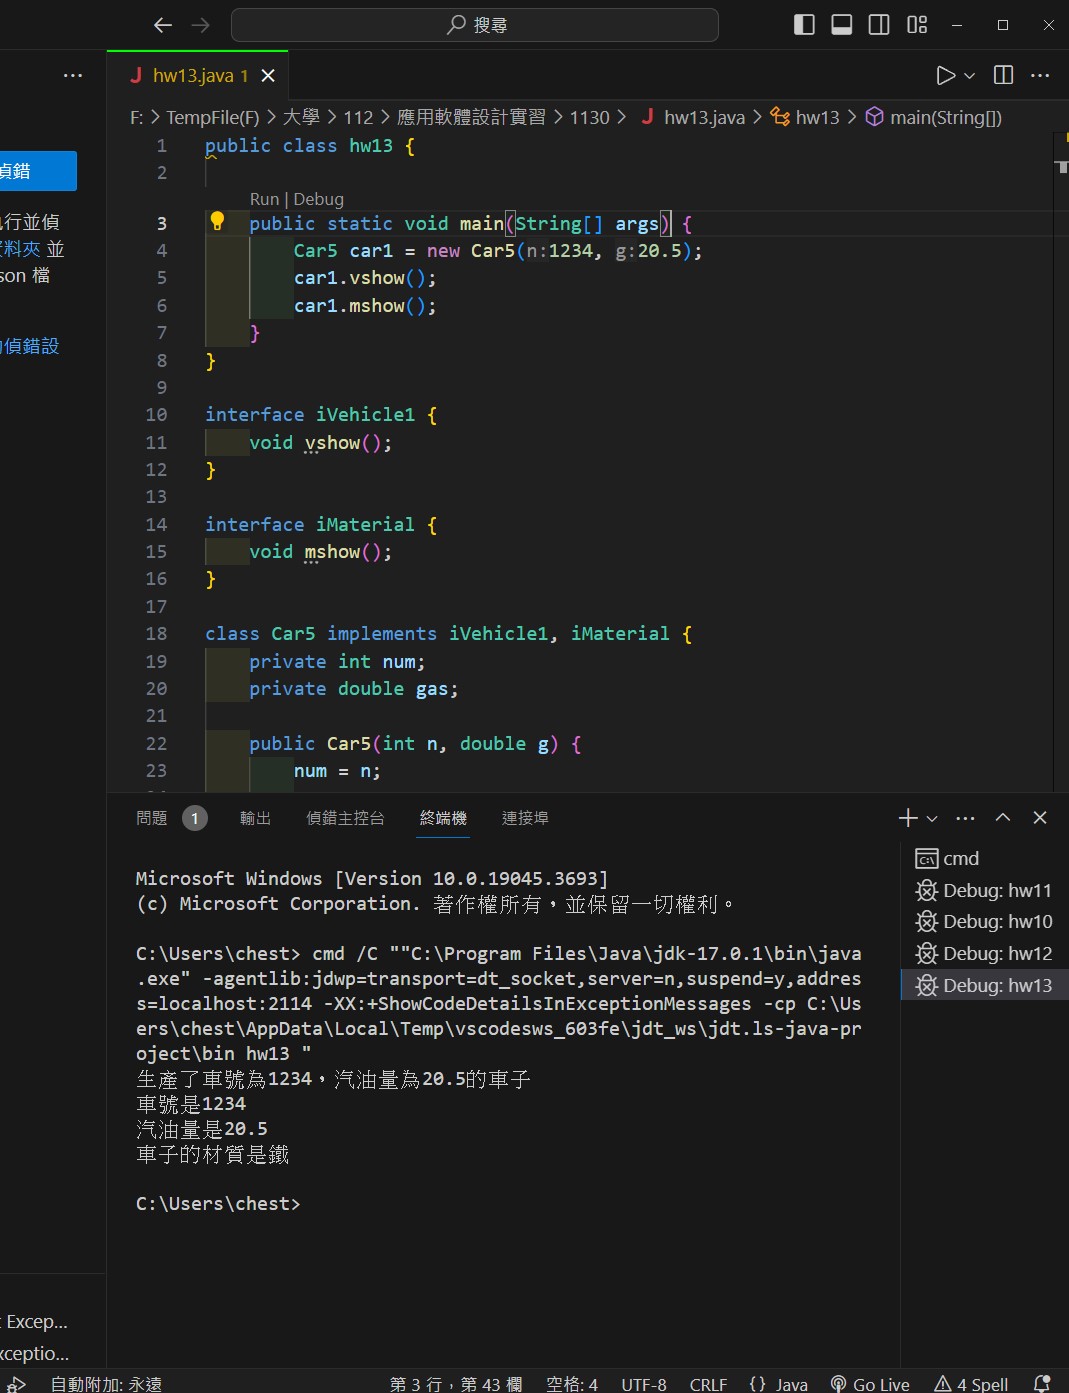 搜尋
hw13.java 1
F: > TempFile(F) > 大學 > 112 > 應用軟體設計實習 > 1130 > hw13.java > hw13 > main(String[])
偵錯
行並偵
料夾 並
son 檔
偵錯設
1 public class hw13 {
2
Run | Debug
3 public static void main(String[] args) {
4 Car5 car1 = new Car5(n:1234, g:20.5);
5 car1.vshow();
6 car1.mshow();
7 }
8 }
9
10 interface iVehicle1 {
11 void vshow();
12 }
13
14 interface iMaterial {
15 void mshow();
16 }
17
18 class Car5 implements iVehicle1, iMaterial {
19 private int num;
20 private double gas;
21
22 public Car5(int n, double g) {
23 num = n;
問題 1 輸出 偵錯主控台 終端機 連接埠
Microsoft Windows [Version 10.0.19045.3693]
(c) Microsoft Corporation. 著作權所有，並保留一切權利。
C:\Users\chest> cmd /C ""C:\Program Files\Java\jdk-17.0.1\bin\java
.exe" -agentlib:jdwp=transport=dt_socket,server=n,suspend=y,addres
s=localhost:2114 -XX:+ShowCodeDetailsInExceptionMessages -cp C:\Us
ers\chest\AppData\Local\Temp\vscodesws_603fe\jdt_ws\jdt.ls-java-pr
oject\bin hw13 "
生產了車號為1234，汽油量為20.5的車子
車號是1234
汽油量是20.5
車子的材質是鐵
C:\Users\chest>
cmd
Debug: hw11
Debug: hw10
Debug: hw12
Debug: hw13
Excep...
xceptio...
自動附加: 永遠 第 3 行，第 43 欄 空格: 4 UTF-8 CRLF {} Java Go Live 4 Spell